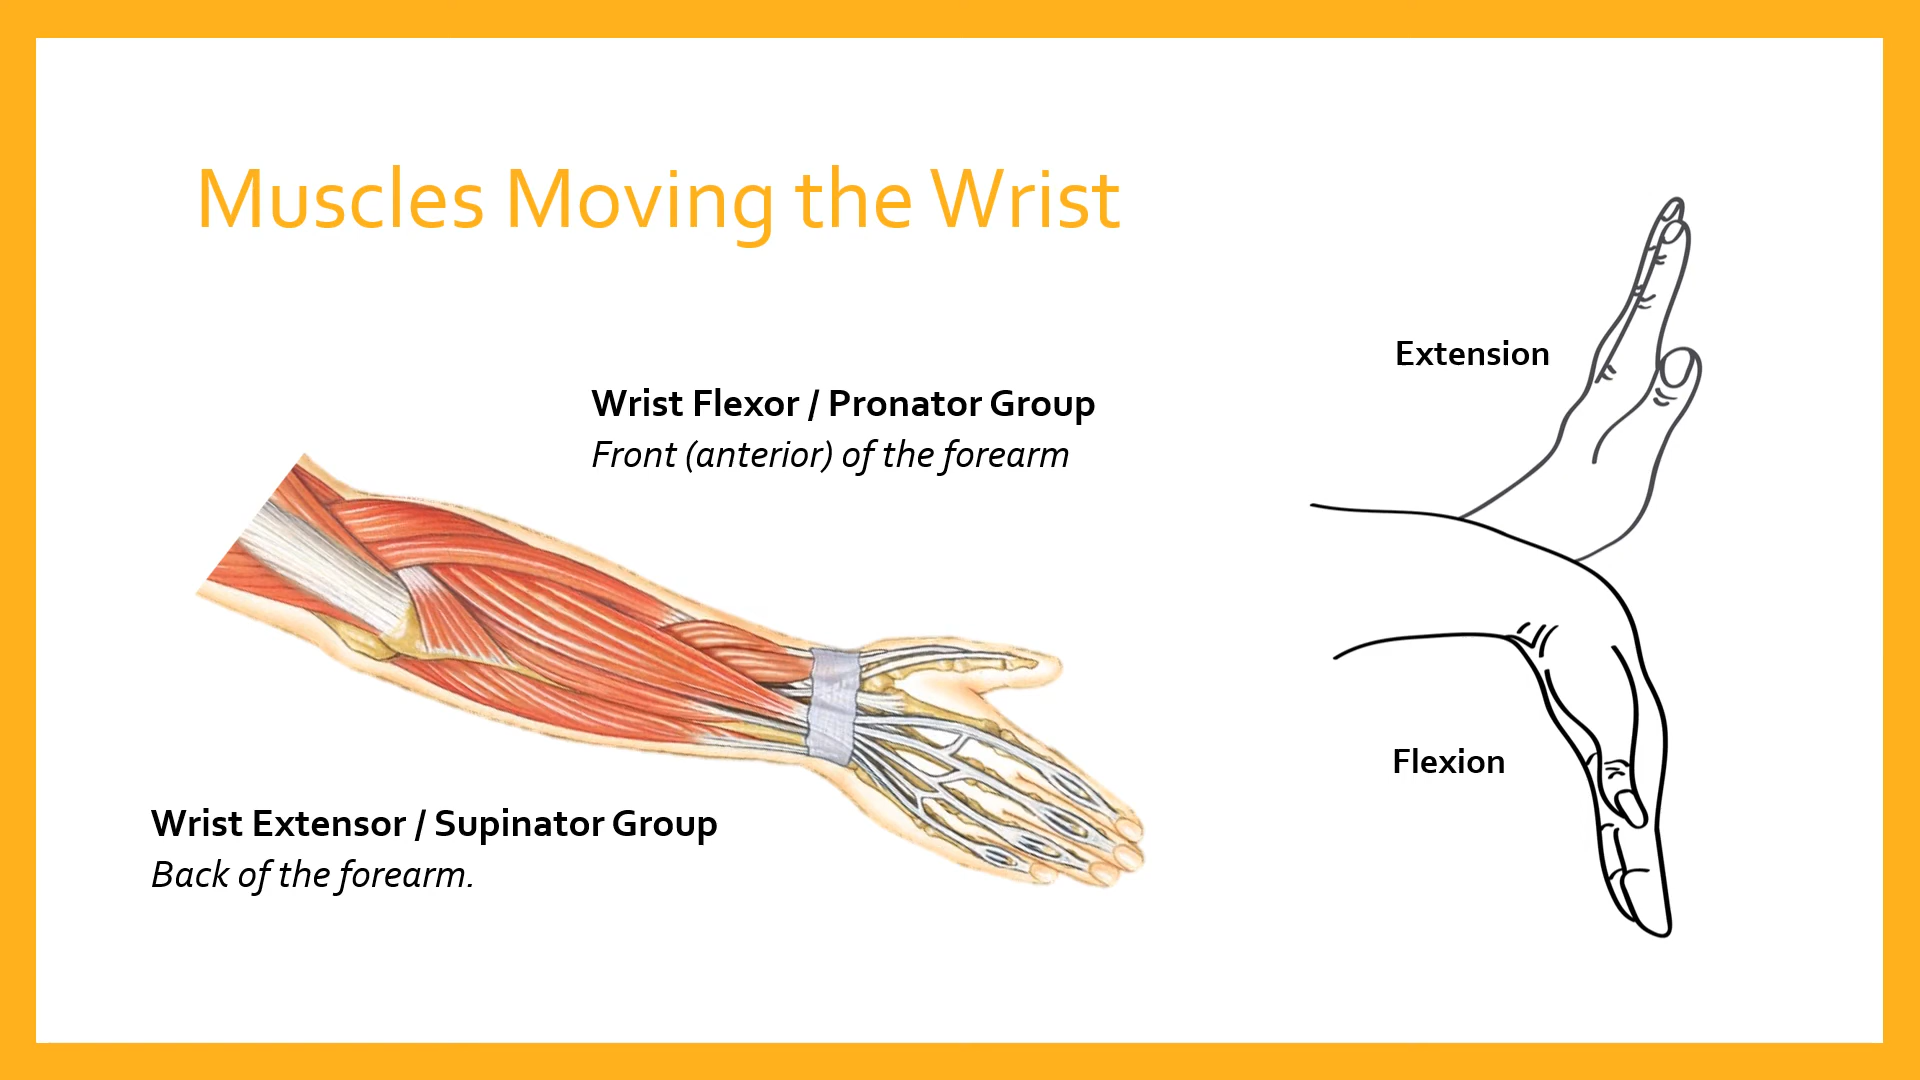 Muscles Moving the Wrist
Extension
Wrist Flexor / Pronator Group
Front (anterior) of the forearm
Flexion
Wrist Extensor / Supinator Group
Back of the forearm.